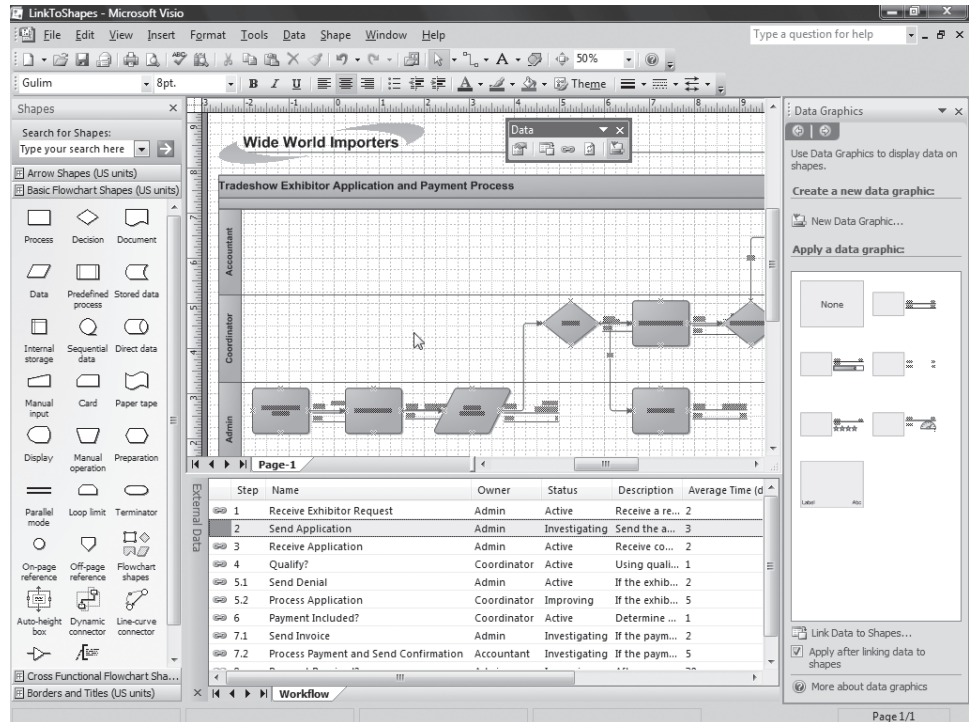 LinkToShapes - Microsoft Visio
File Edit View Insert Format Tools Data Shape Window Help
Type a question for help
50%
Gulim
8pt.
B I U
Theme
Shapes
Search for Shapes:
Type your search here
Arrow Shapes (US units)
Basic Flowchart Shapes (US units)
Process Decision Document
Data Predefined process Stored data
Internal storage Sequential data Direct data
Manual input Card Paper tape
Display Manual operation Preparation
Parallel mode Loop limit Terminator
On-page reference Off-page reference Flowchart shapes
Auto-height box Dynamic connector Line-curve connector
Cross Functional Flowchart Sha...
Borders and Titles (US units)
Wide World Importers
Data
Tradeshow Exhibitor Application and Payment Process
Accountant
Coordinator
Admin
Page-1
External Data
Step Name Owner Status Description Average Time (d
1 Receive Exhibitor Request Admin Active Receive a re... 2
2 Send Application Admin Investigating Send the a... 3
3 Receive Application Admin Active Receive co... 2
4 Qualify? Coordinator Active Using quali... 1
5.1 Send Denial Admin Active If the exhib... 2
5.2 Process Application Coordinator Improving If the exhib... 5
6 Payment Included? Coordinator Active Determine ... 1
7.1 Send Invoice Admin Investigating If the paym... 2
7.2 Process Payment and Send Confirmation Accountant Investigating If the paym... 5
Workflow
Data Graphics
Use Data Graphics to display data on
shapes.
Create a new data graphic:
New Data Graphic...
Apply a data graphic:
None
Label Abc
Link Data to Shapes...
Apply after linking data to
shapes
More about data graphics
Page 1/1